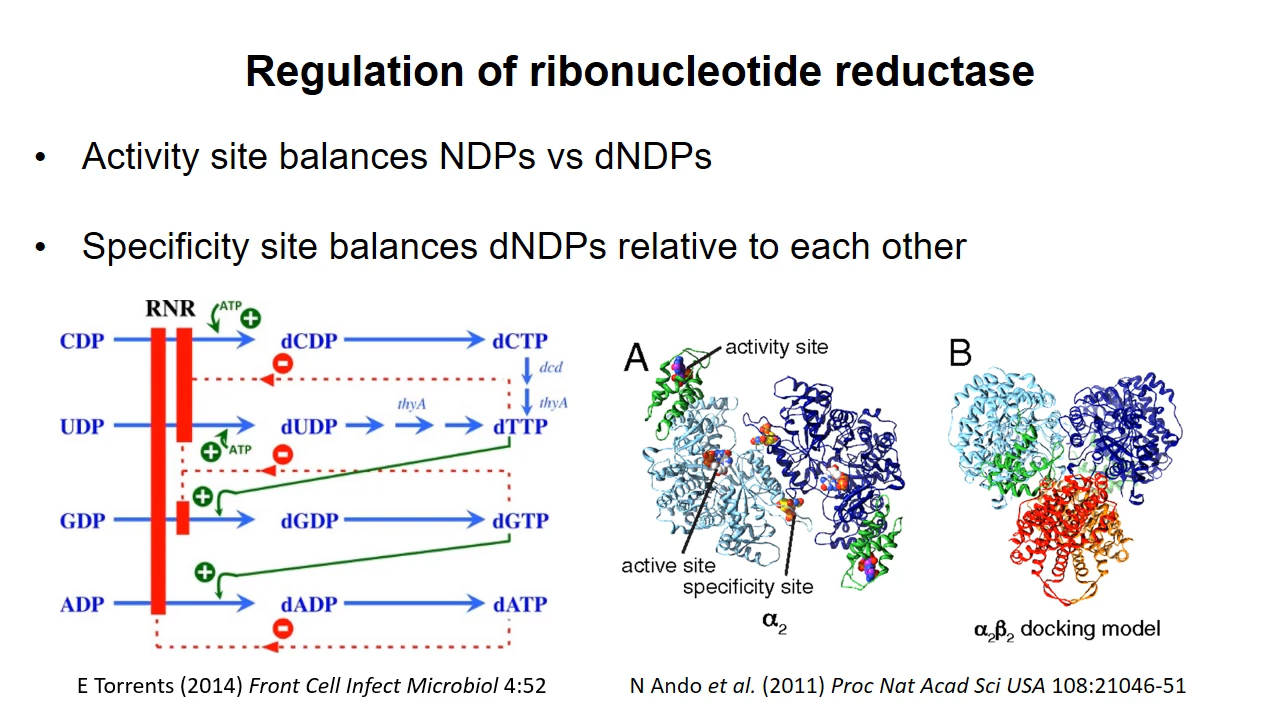 Regulation of ribonucleotide reductase
• Activity site balances NDPs vs dNDPs
• Specificity site balances dNDPs relative to each other
RNR
ATP +
CDP dCDP dCTP
−
dcd
thyA
thyA
UDP dUDP dTTP
+ ATP
−
+
GDP dGDP dGTP
+
ADP dADP dATP
−
A
activity site
active site
specificity site
α2
B
α2β2 docking model
E Torrents (2014) Front Cell Infect Microbiol 4:52
N Ando et al. (2011) Proc Nat Acad Sci USA 108:21046-51